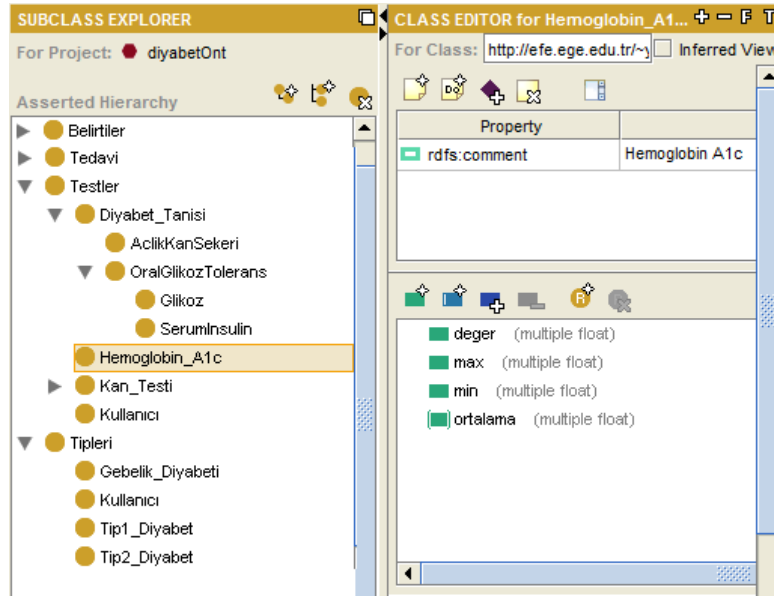 SUBCLASS EXPLORER
For Project: diyabetOnt
Asserted Hierarchy
Belirtiler
Tedavi
Testler
Diyabet_Tanisi
AclikKanSekeri
OralGlikozTolerans
Glikoz
SerumInsulin
Hemoglobin_A1c
Kan_Testi
Kullanıcı
Tipleri
Gebelik_Diyabeti
Kullanıcı
Tip1_Diyabet
Tip2_Diyabet
CLASS EDITOR for Hemoglobin_A1... F T
For Class: http://efe.ege.edu.tr/~y Inferred View
Property
rdfs:comment Hemoglobin A1c
deger (multiple float)
max (multiple float)
min (multiple float)
ortalama (multiple float)